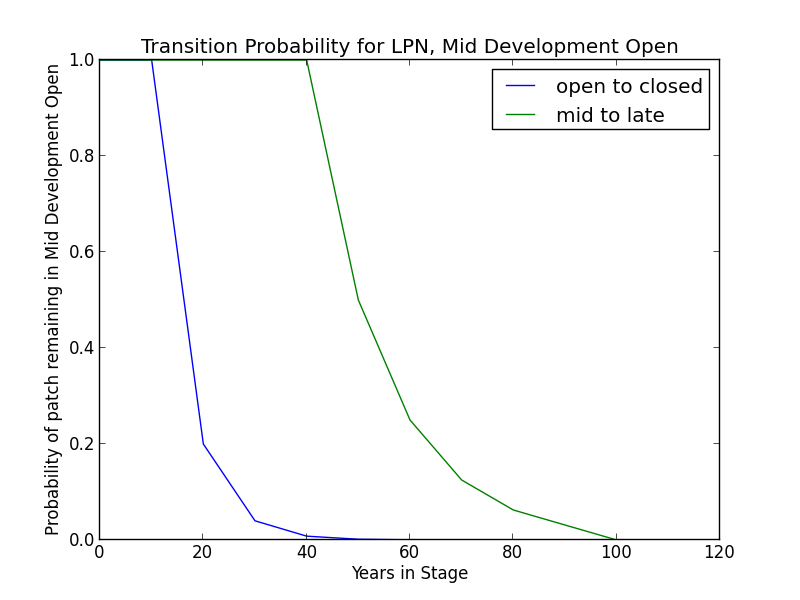 Transition Probability for LPN, Mid Development Open
open to closed
mid to late
Probability of patch remaining in Mid Development Open
1.0
0.8
0.6
0.4
0.2
0.0
0 20 40 60 80 100 120
Years in Stage